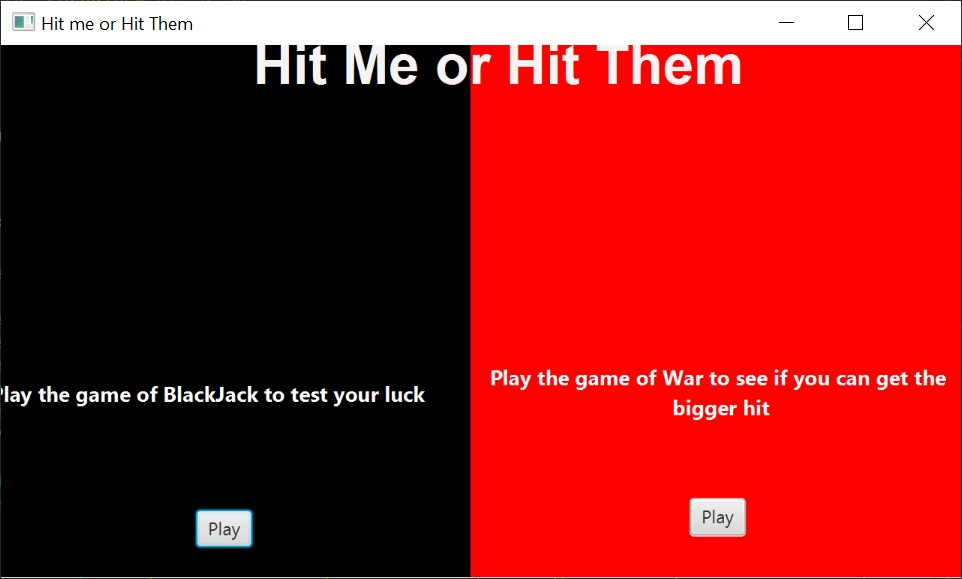 Hit me or Hit Them
Hit Me or Hit Them
Play the game of BlackJack to test your luck
Play the game of War to see if you can get the
bigger hit
Play
Play